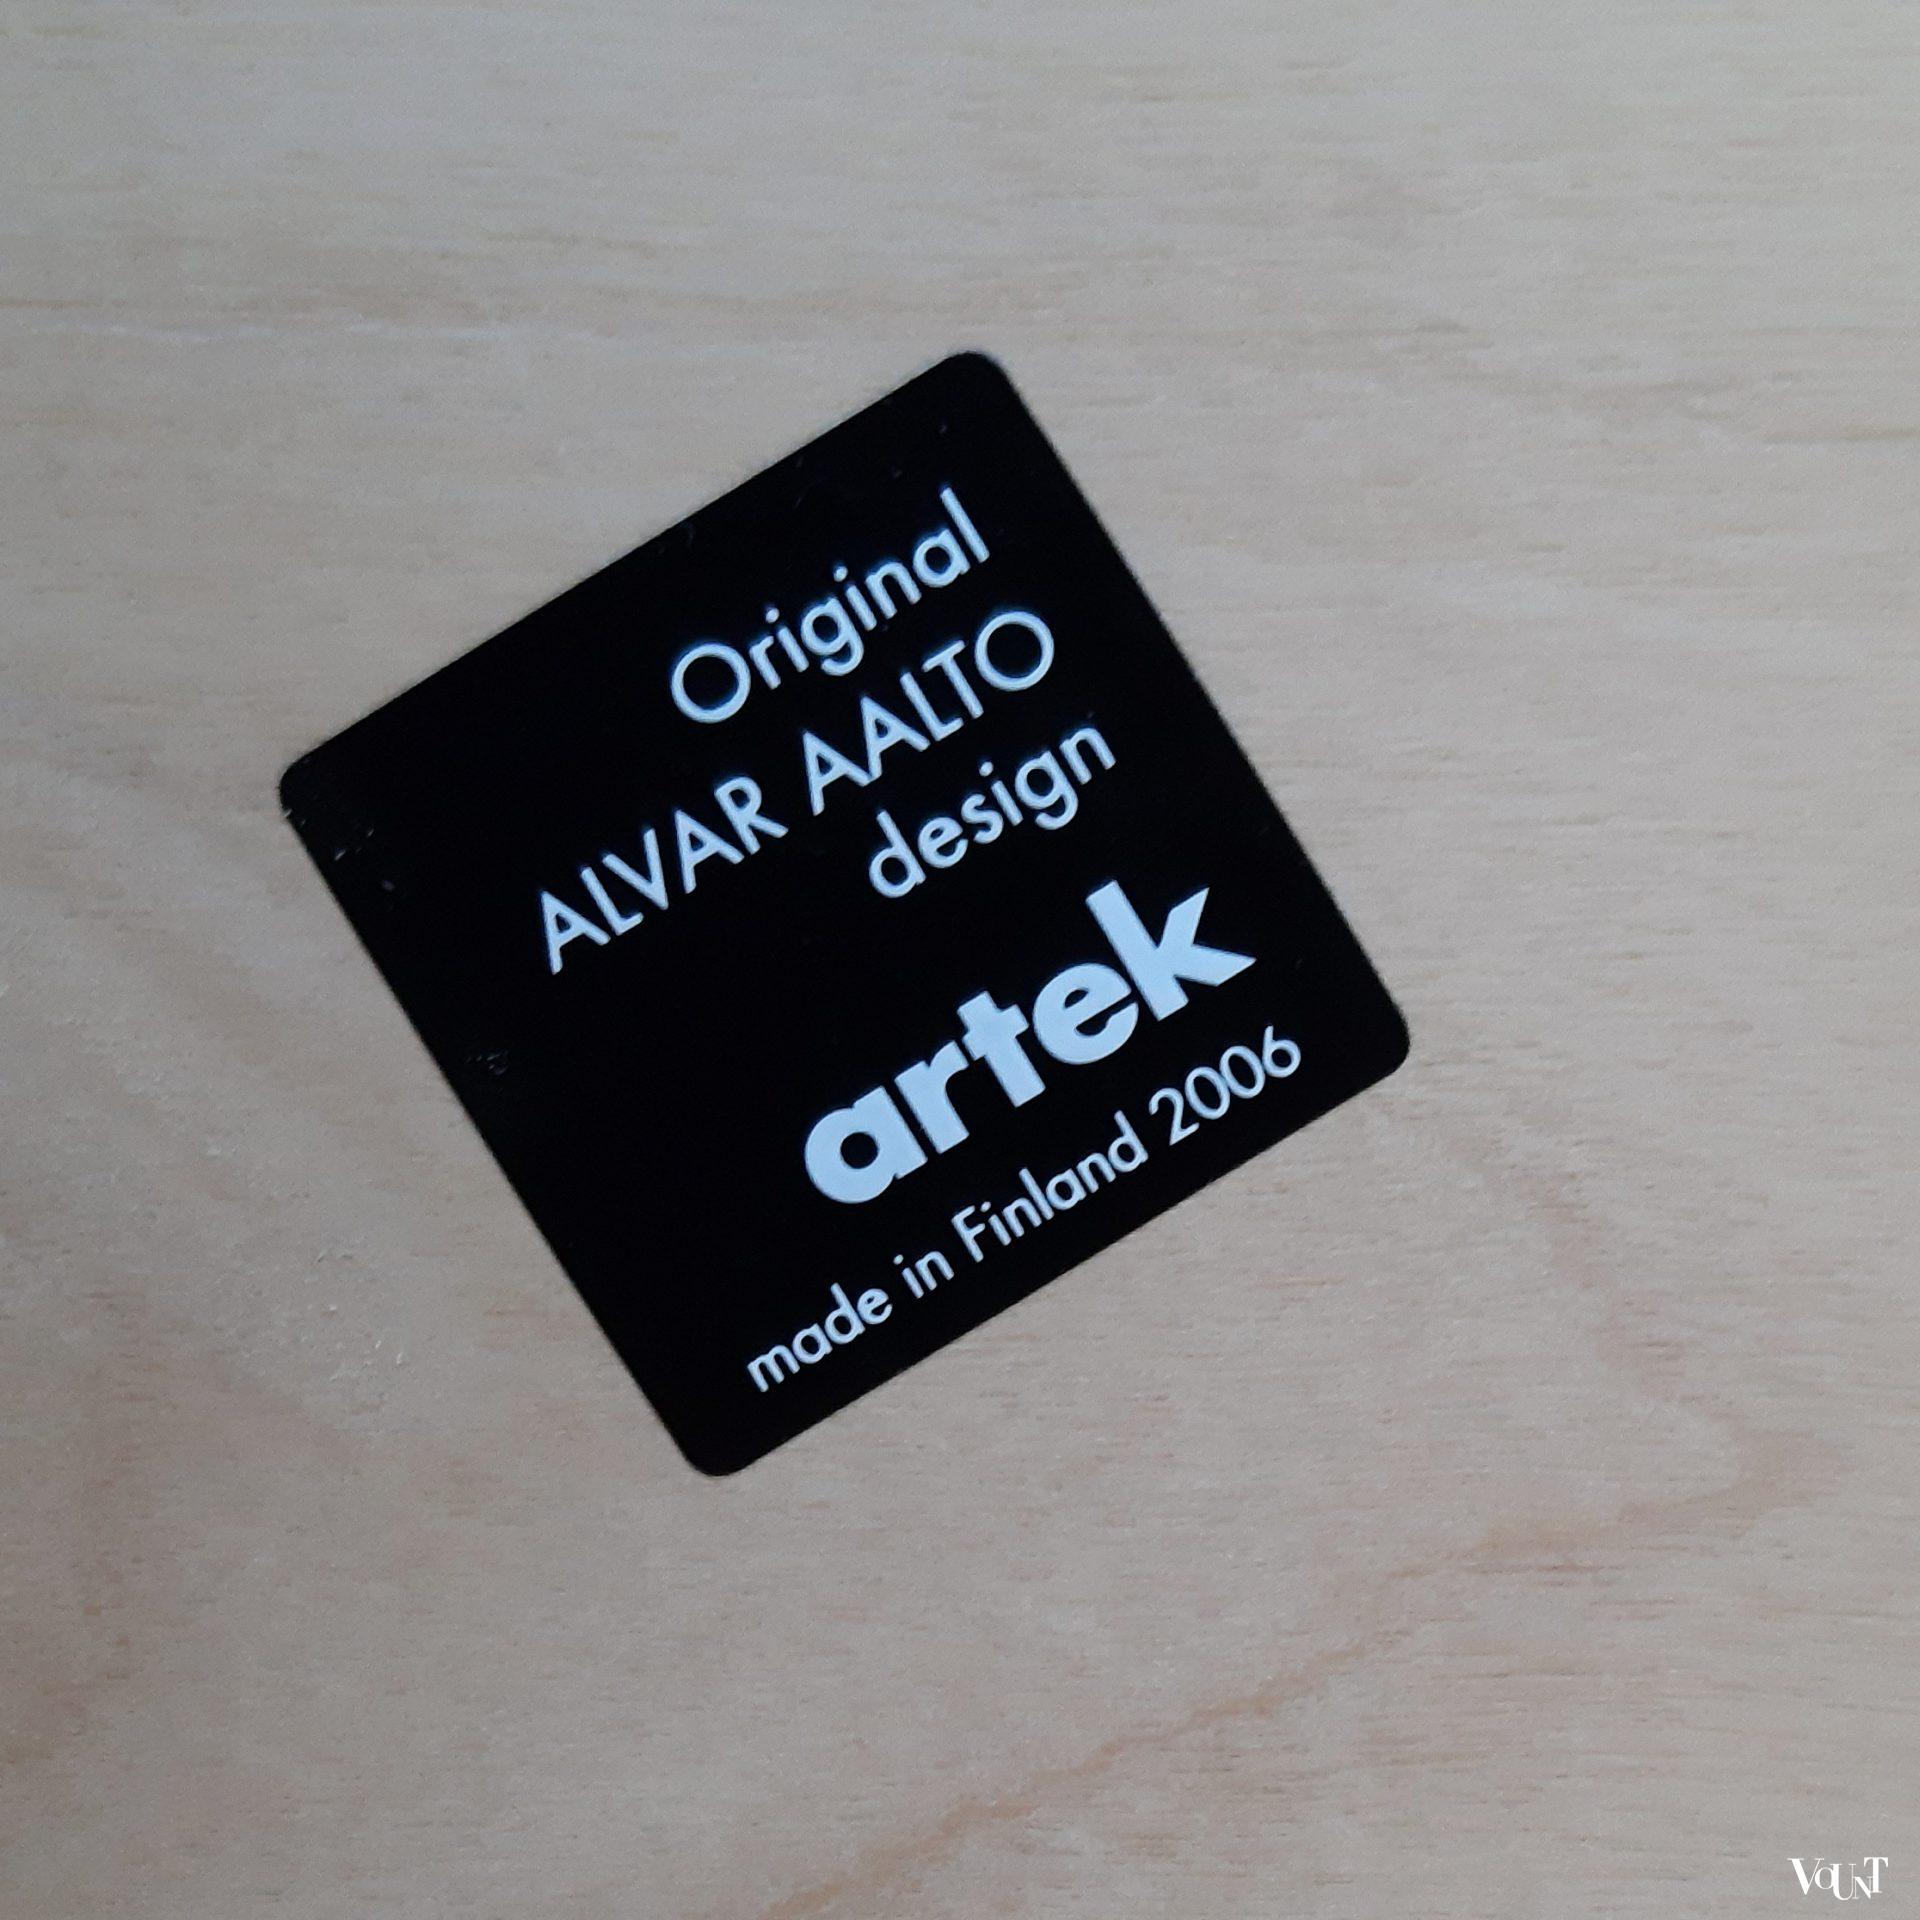 Original
ALVAR AALTO
design
artek
made in Finland 2006
VOUNT